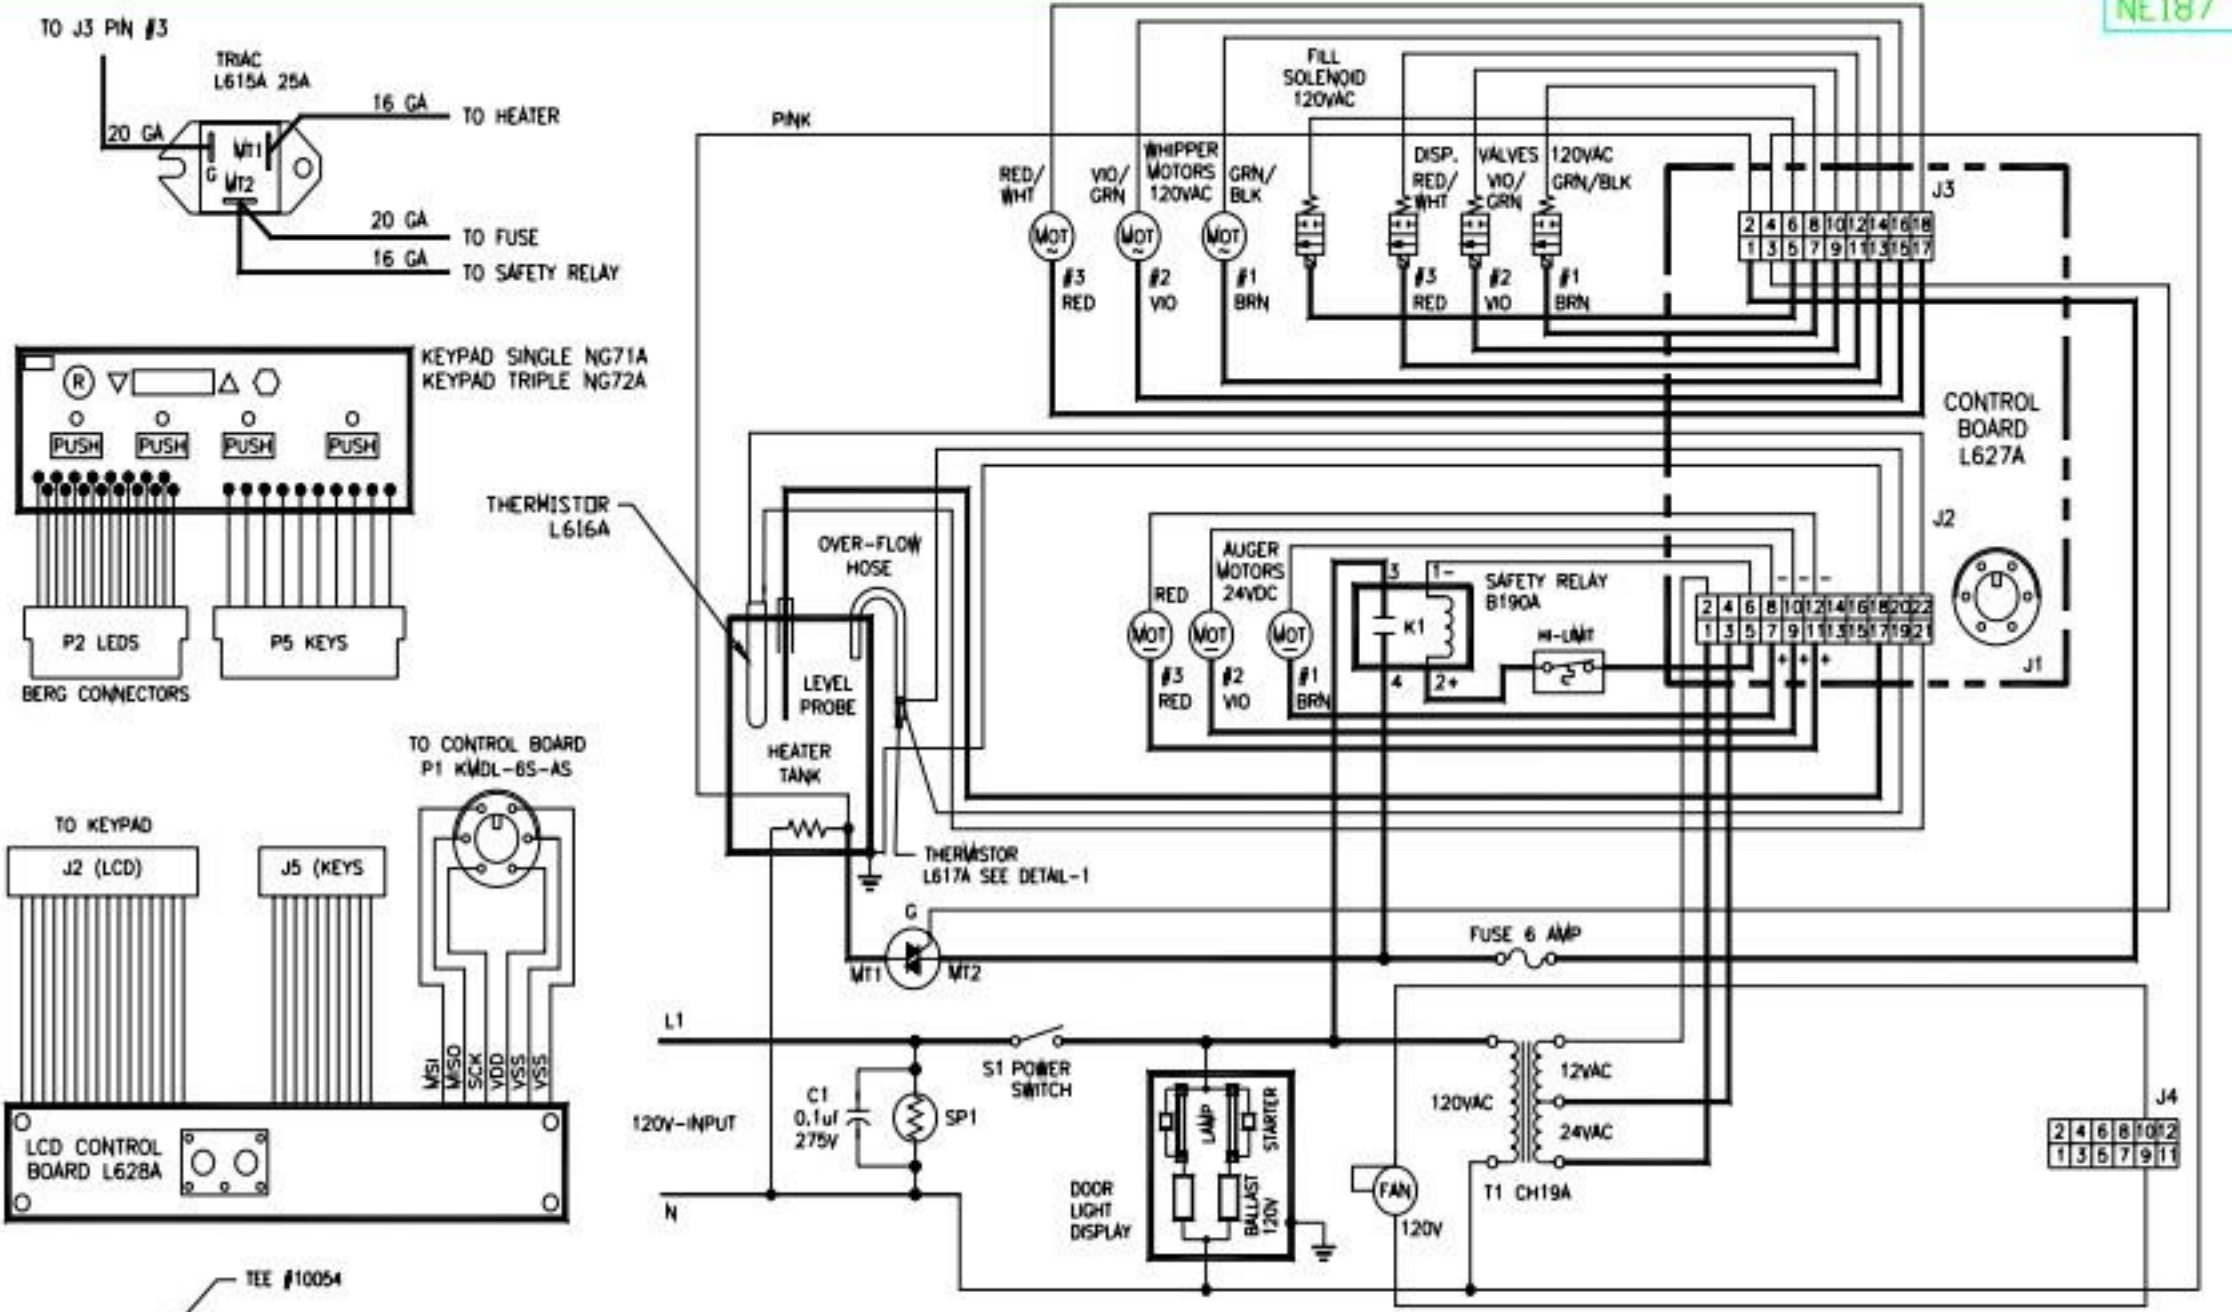 NE187
TO J3 PIN #3
TRIAC
L615A 25A
16 GA
TO HEATER
20 GA
MT1
G
MT2
20 GA
TO FUSE
16 GA
TO SAFETY RELAY
KEYPAD SINGLE NG71A
KEYPAD TRIPLE NG72A
R
PUSH PUSH PUSH PUSH
P2 LEDS
P5 KEYS
BERG CONNECTORS
TO CONTROL BOARD
P1 KMDL-6S-AS
TO KEYPAD
J2 (LCD)
J5 (KEYS
MSI
MISO
SCK
VDD
VSS
VSS
LCD CONTROL
BOARD L628A
TEE #10054
PINK
FILL
SOLENOID
120VAC
RED/
WHT
VIO/
GRN
WHIPPER
MOTORS
120VAC
GRN/
BLK
DISP. VALVES 120VAC
RED/
WHT
VIO/
GRN
GRN/BLK
MOT
MOT
MOT
#3
RED
#2
VIO
#1
BRN
#3
RED
#2
VIO
#1
BRN
J3
2 4 6 8 10 12 14 16 18
1 3 5 7 9 11 13 15 17
CONTROL
BOARD
L627A
J2
J1
THERMISTOR
L616A
OVER-FLOW
HOSE
LEVEL
PROBE
HEATER
TANK
AUGER
MOTORS
24VDC
RED
MOT
MOT
MOT
#3
RED
#2
VIO
#1
BRN
3
1-
K1
4
2+
SAFETY RELAY
B190A
HI-LIMIT
- - -
2 4 6 8 10 12 14 16 18 20 22
1 3 5 7 9 11 13 15 17 19 21
+ + +
THERMISTOR
L617A SEE DETAIL-1
G
MT1
MT2
FUSE 6 AMP
L1
S1 POWER
SWITCH
120V-INPUT
C1
0.1uf
275V
SP1
N
DOOR
LIGHT
DISPLAY
LAMP
STARTER
BALLAST
120V
FAN
120V
120VAC
12VAC
24VAC
T1 CH19A
J4
2 4 6 8 10 12
1 3 5 7 9 11